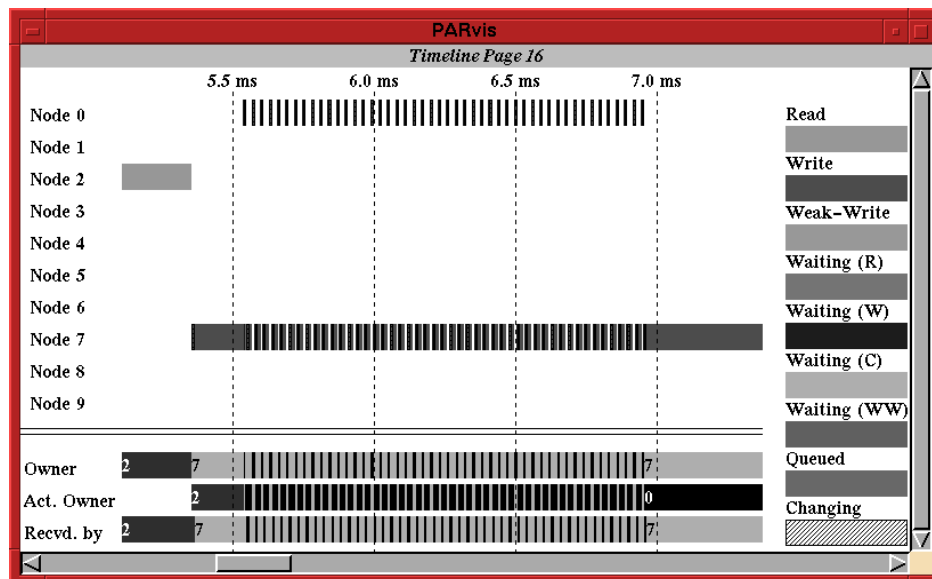 PARvis
Timeline Page 16
5.5 ms 6.0 ms 6.5 ms 7.0 ms
Node 0
Node 1
Node 2
Node 3
Node 4
Node 5
Node 6
Node 7
Node 8
Node 9
Owner 2 7 7
Act. Owner 2 0
Recvd. by 2 7 7
Read
Write
Weak-Write
Waiting (R)
Waiting (W)
Waiting (C)
Waiting (WW)
Queued
Changing